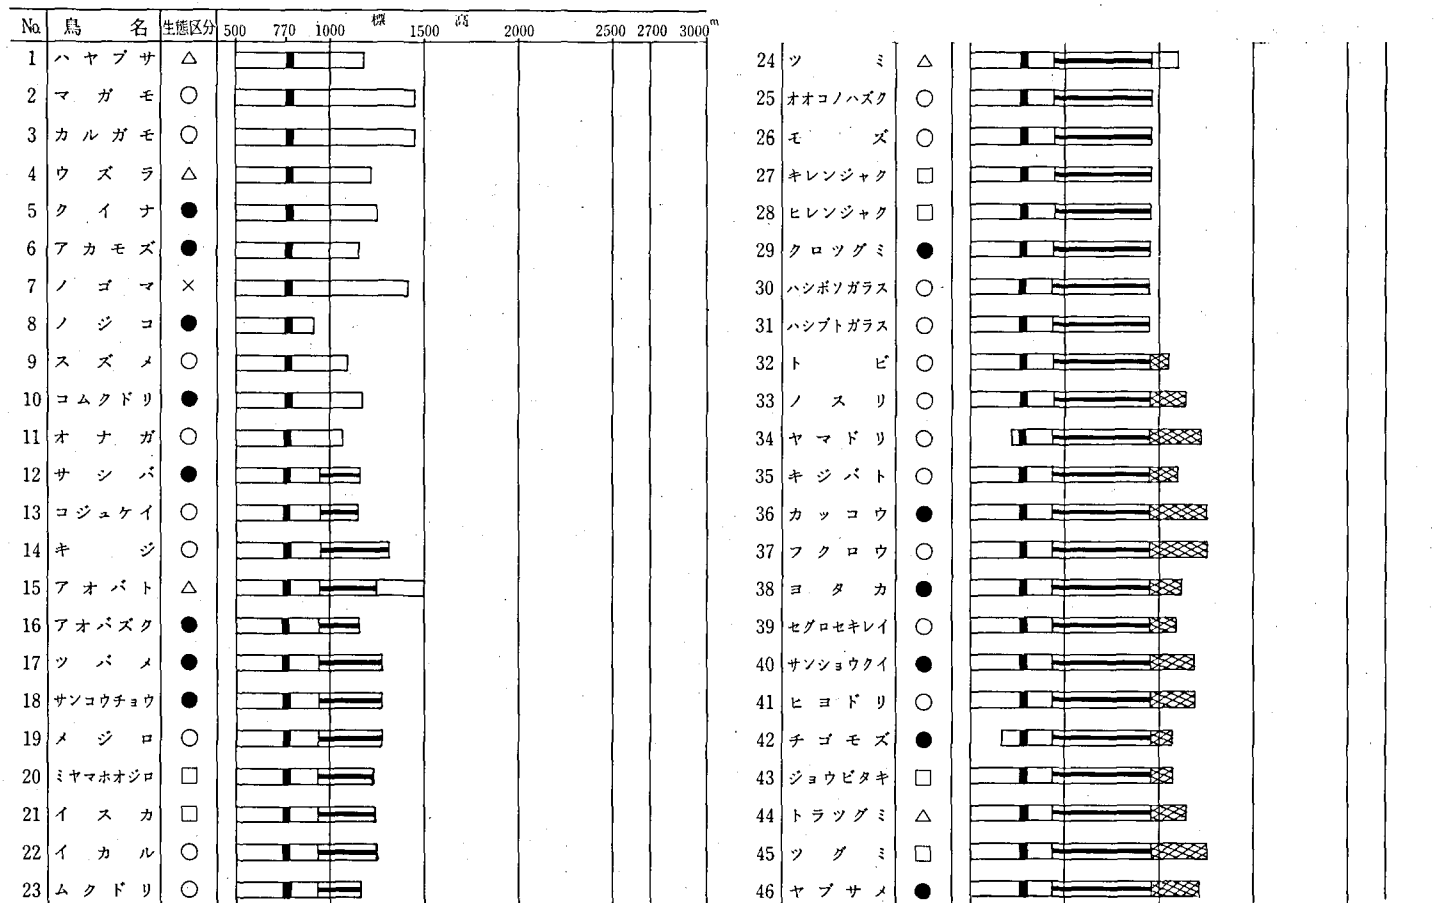 No. 鳥名 生態区分 標高
500 770 1000 1500 2000 2500 2700 3000m
1 ハヤブサ △
2 マガモ ○
3 カルガモ ○
4 ウズラ △
5 クイナ ●
6 アカモズ ●
7 ノゴマ ×
8 ノジコ ●
9 スズメ ○
10 コムクドリ ●
11 オナガ ○
12 サシバ ●
13 コジュケイ ○
14 キジ ○
15 アオバト △
16 アオバズク ●
17 ツバメ ●
18 サンコウチョウ ●
19 メジロ ○
20 ミヤマホオジロ □
21 イスカ □
22 イカル ○
23 ムクドリ ○
24 ツミ △
25 オオコノハズク ○
26 モズ ○
27 キレンジャク □
28 ヒレンジャク □
29 クロツグミ ●
30 ハシボソガラス ○
31 ハシブトガラス ○
32 トビ ○
33 ノスリ ○
34 ヤマドリ ○
35 キジバト ○
36 カッコウ ●
37 フクロウ ○
38 ヨタカ ●
39 セグロセキレイ ○
40 サンショウクイ ●
41 ヒヨドリ ○
42 チゴモズ ●
43 ジョウビタキ □
44 トラツグミ △
45 ツグミ □
46 ヤブサメ ●